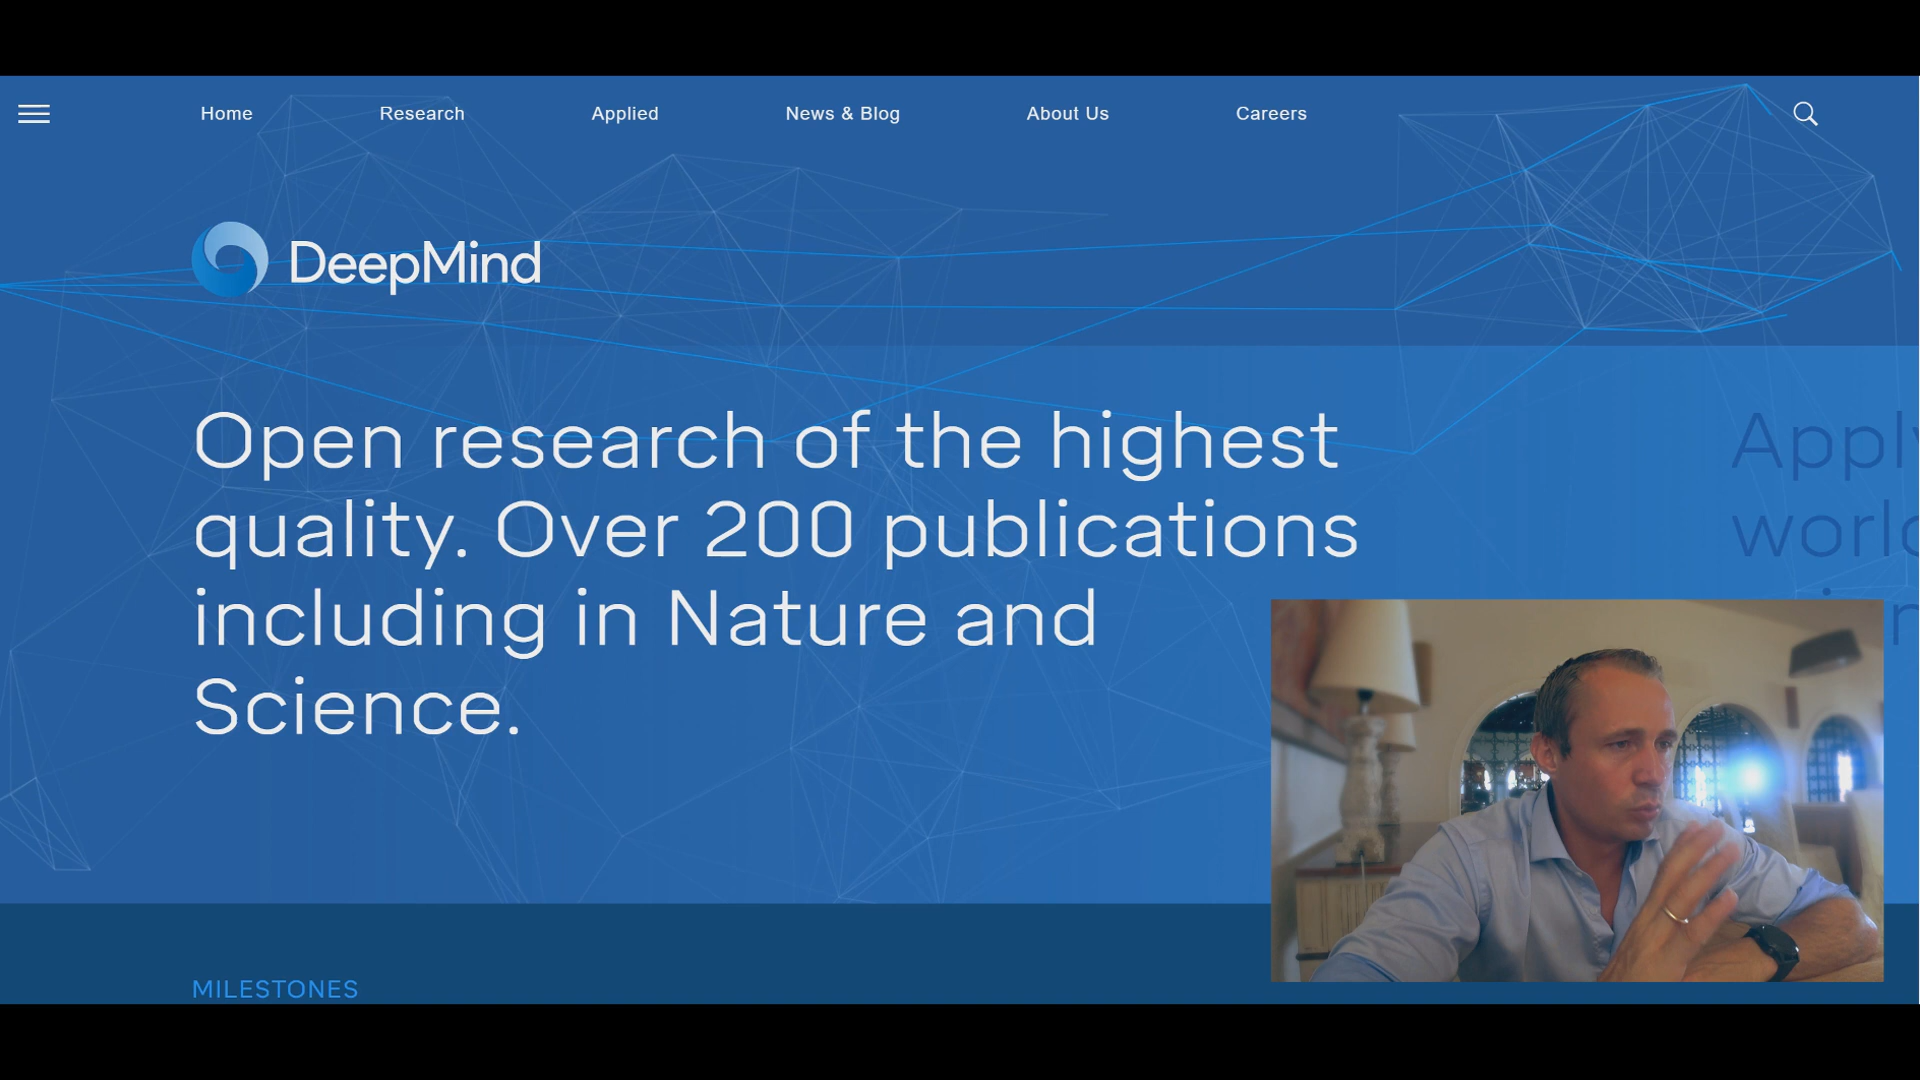 Home Research Applied News & Blog About Us Careers
DeepMind
Open research of the highest
quality. Over 200 publications
including in Nature and
Science.
MILESTONES